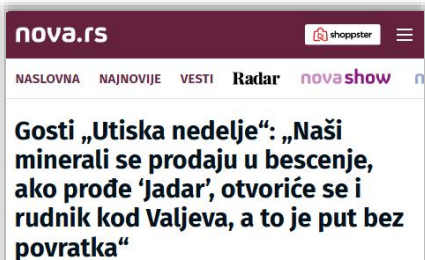 nova.rs
shoppster
NASLOVNA NAJNOVIJE VESTI Radar novashow
Gosti „Utiska nedelje“: „Naši
minerali se prodaju u bescenje,
ako prođe ‘Jadar’, otvoriće se i
rudnik kod Valjeva, a to je put bez
povratka“